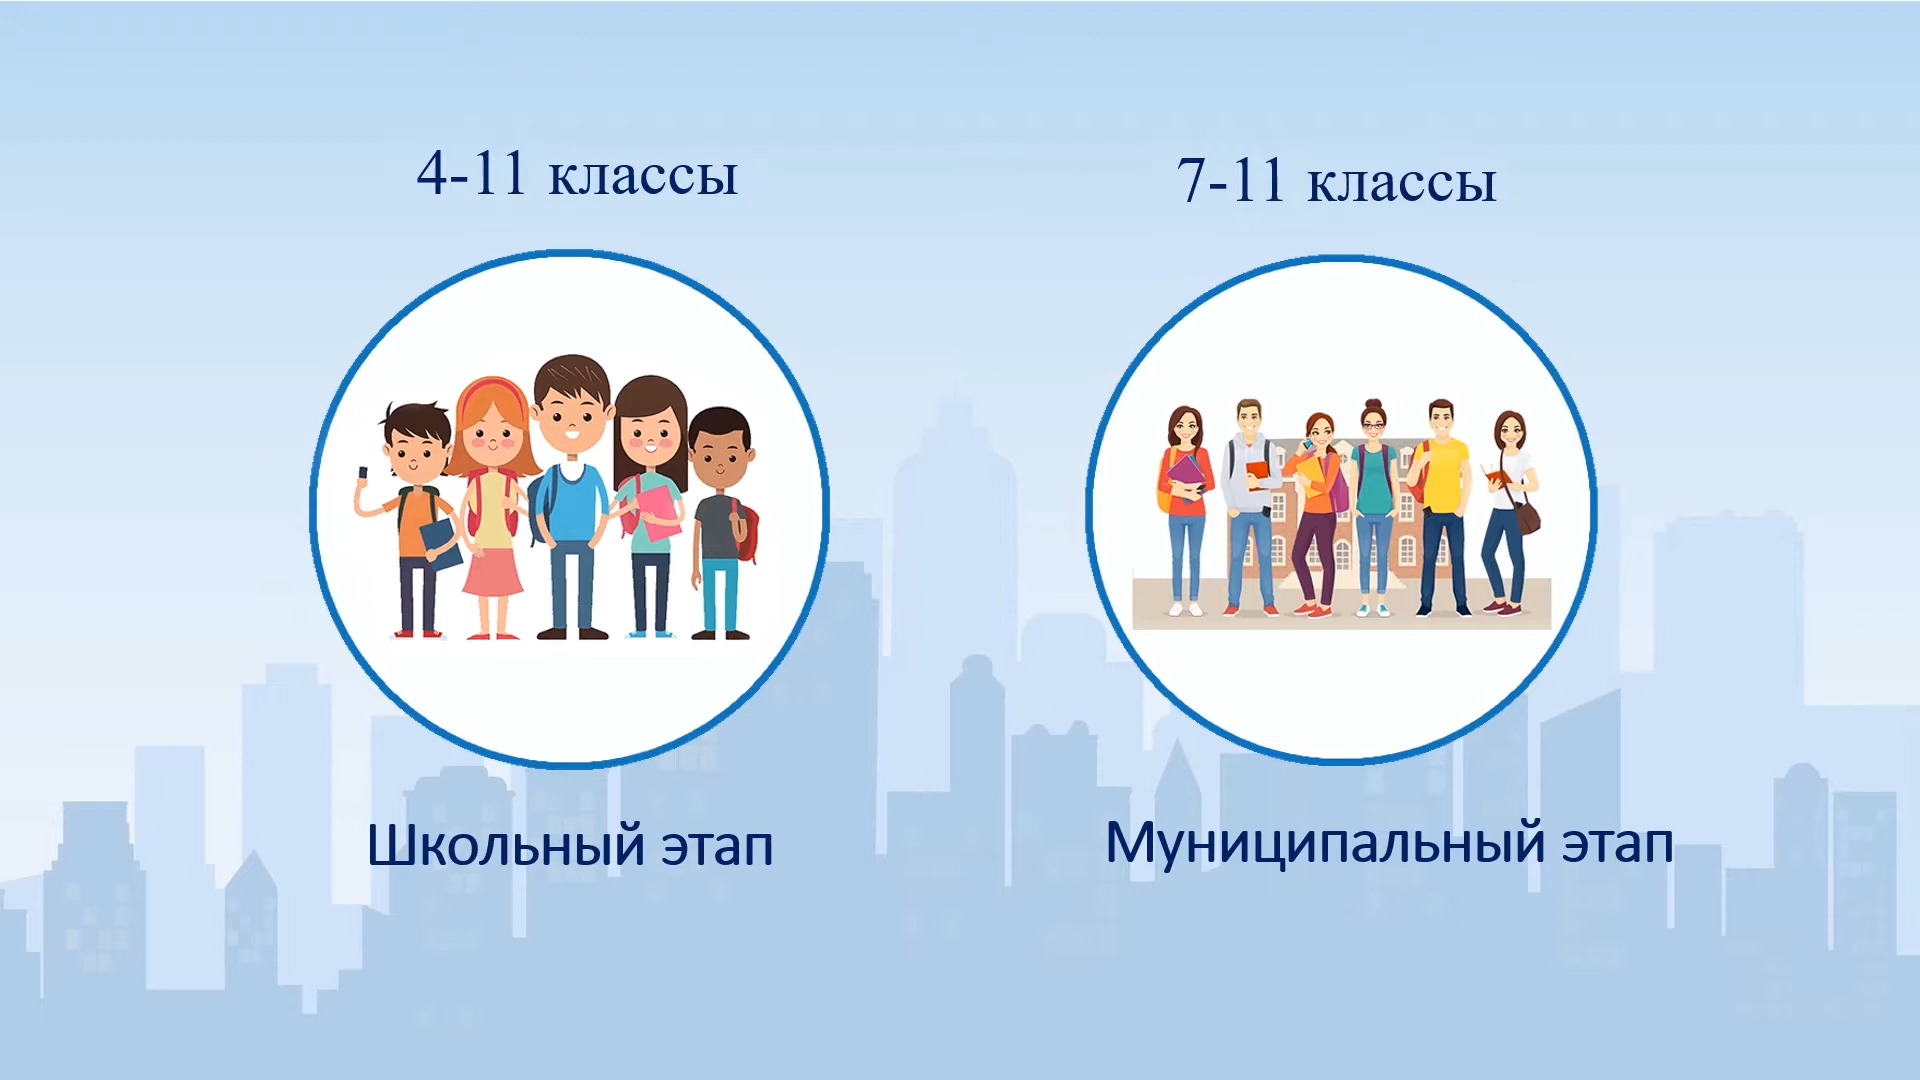 4-11 классы
7-11 классы
Школьный этап
Муниципальный этап